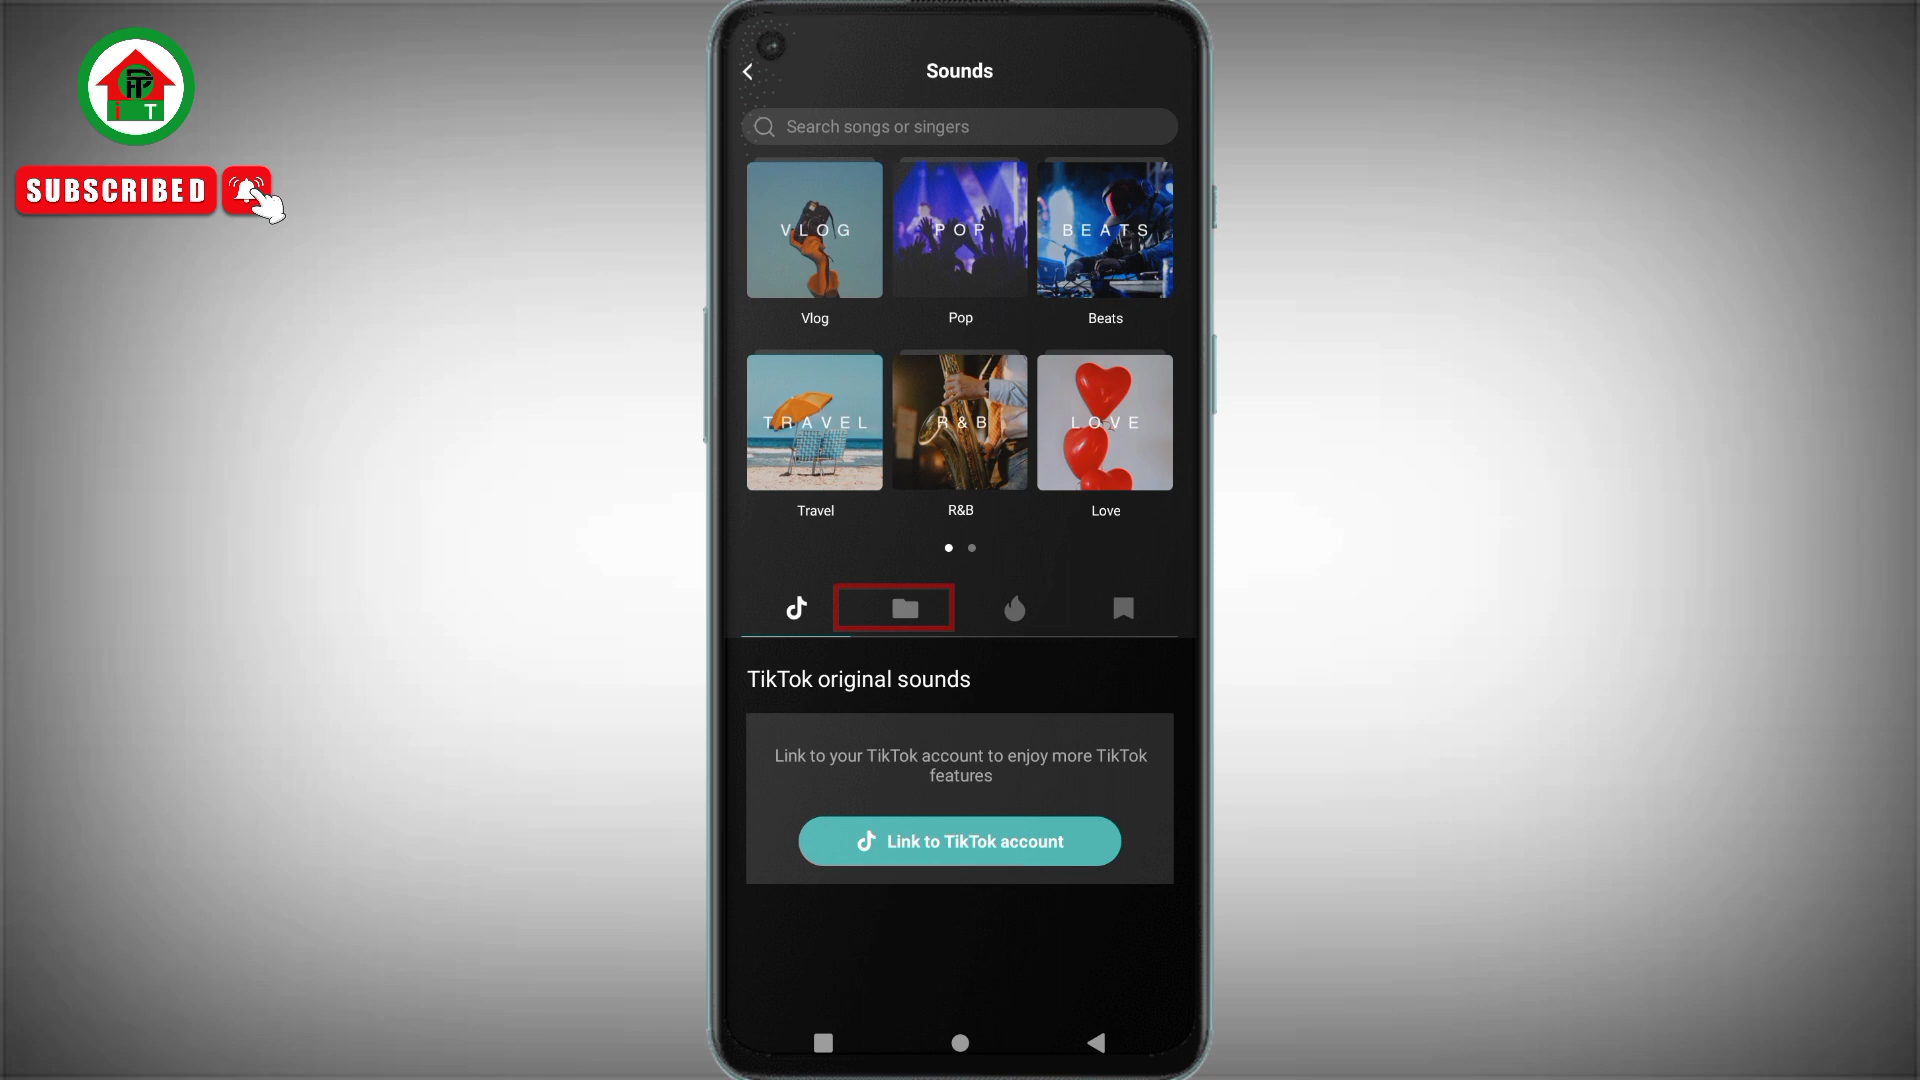 Sounds
Search songs or singers
SUBSCRIBED
VLOG
POP
BEATS
Vlog
Pop
Beats
TRAVEL
R&B
LOVE
Travel
R&B
Love
TikTok original sounds
Link to your TikTok account to enjoy more TikTok
features
Link to TikTok account